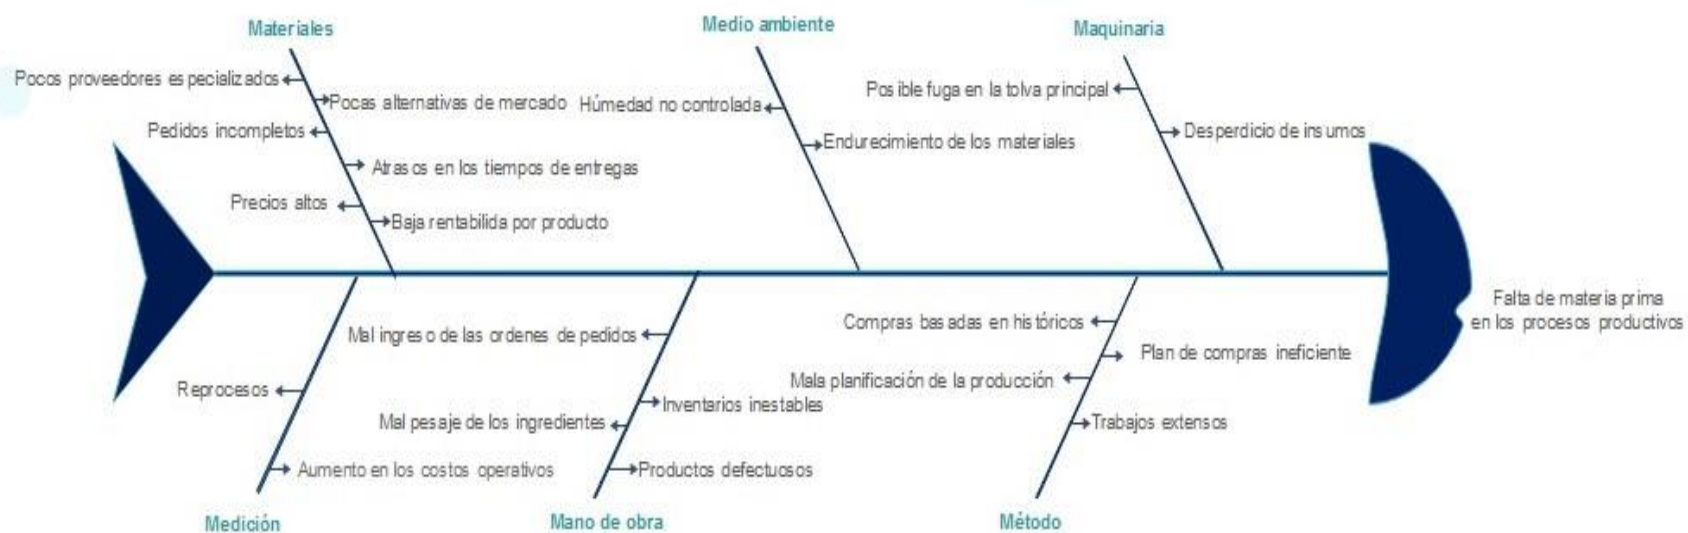 Materiales
Medio ambiente
Maquinaria
Pocos proveedores especializados
Pocas alternativas de mercado
Pedidos incompletos
Atrasos en los tiempos de entregas
Precios altos
Baja rentabilida por producto
Húmedad no controlada
Endurecimiento de los materiales
Posible fuga en la tolva principal
Desperdicio de insumos
Falta de materia prima
en los procesos productivos
Reprocesos
Aumento en los costos operativos
Mal ingreso de las ordenes de pedidos
Inventarios inestables
Mal pesaje de los ingredientes
Productos defectuosos
Compras basadas en históricos
Plan de compras ineficiente
Mala planificación de la producción
Trabajos extensos
Medición
Mano de obra
Método